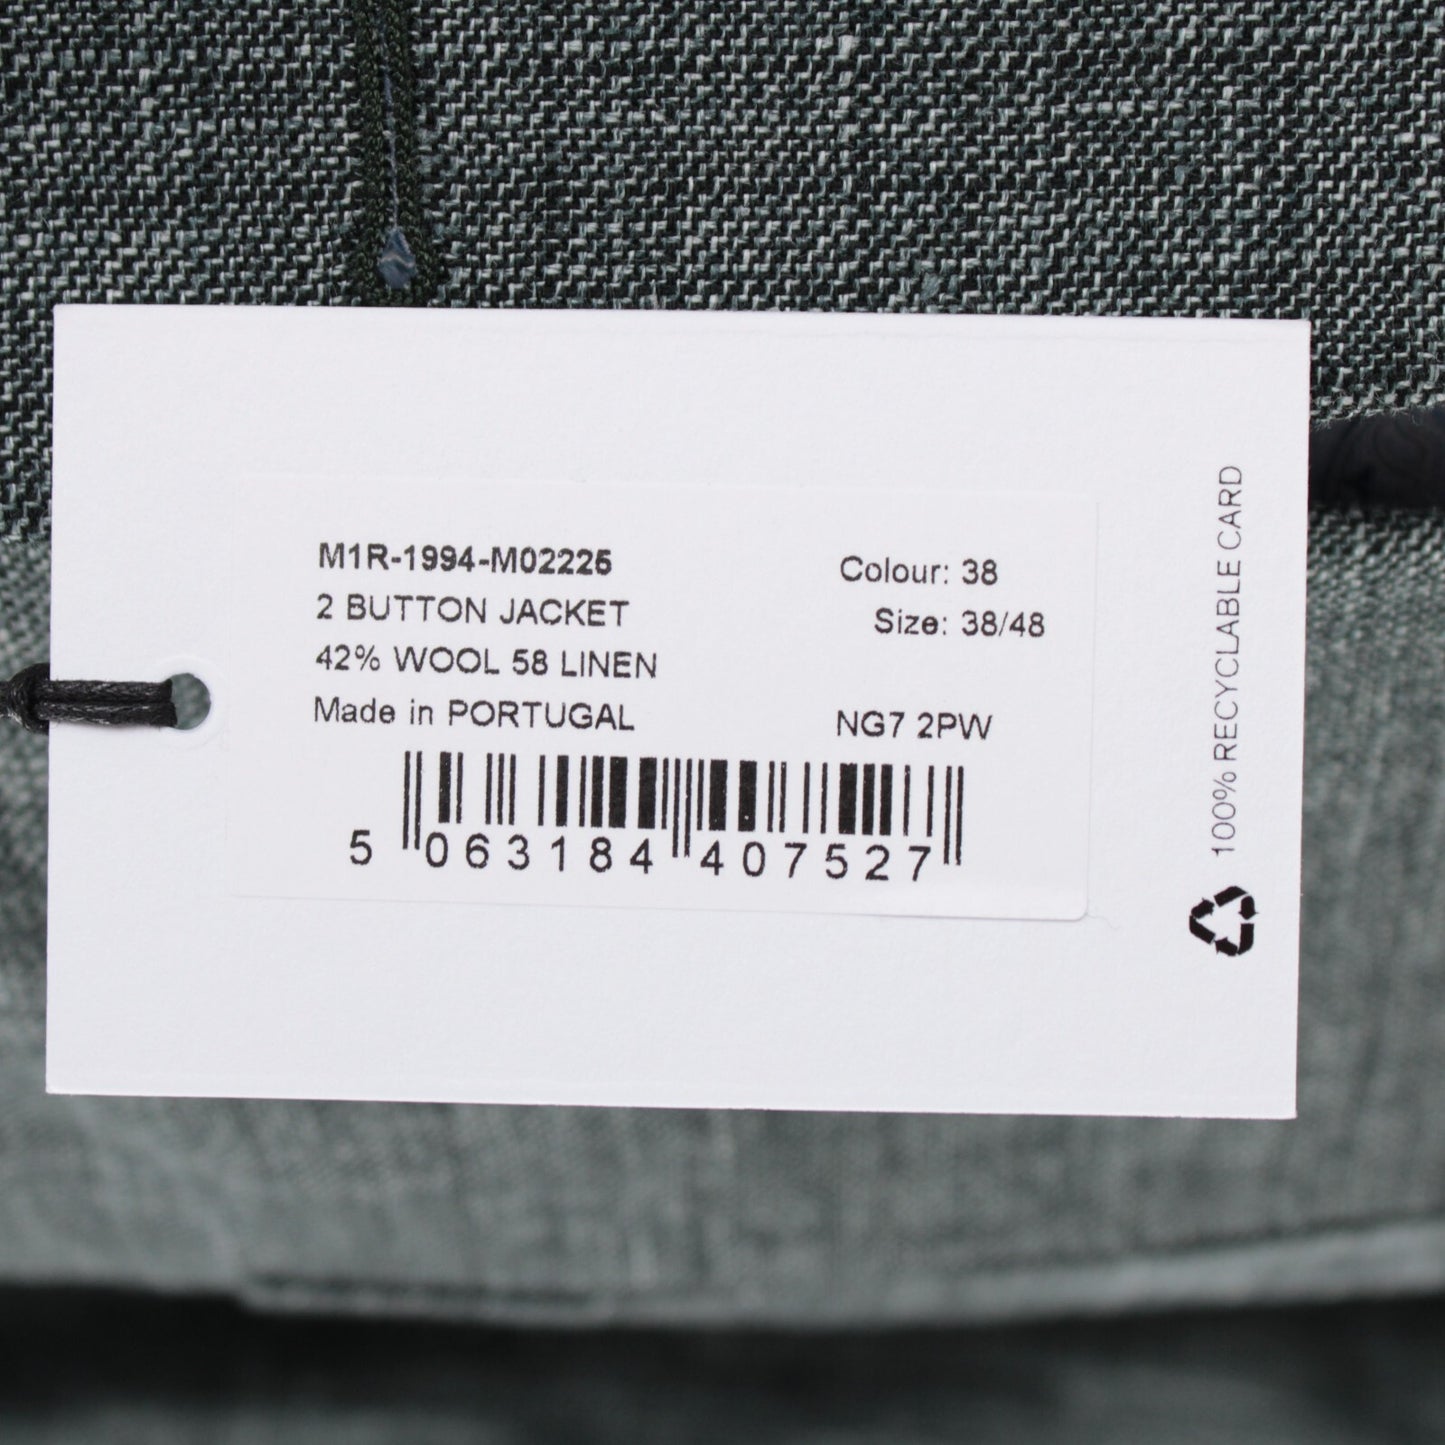 M1R-1994-M02225
2 BUTTON JACKET
42% WOOL 58 LINEN
Made in PORTUGAL
Colour: 38
Size: 38/48
NG7 2PW
5 063184 407527
100% RECYCLABLE CARD